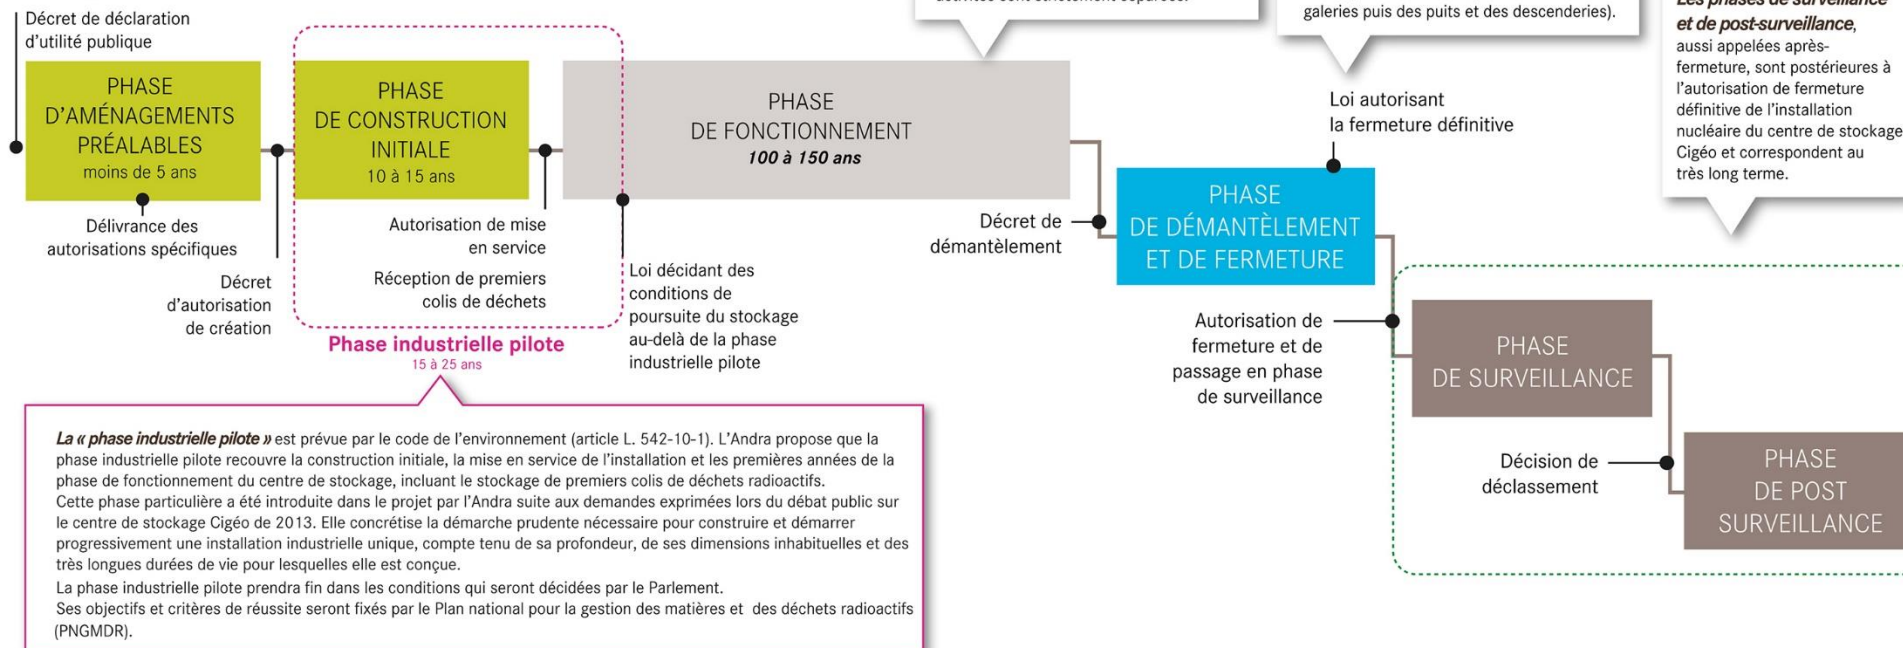 galeries puis des puits et des descenderies).
et de post-surveillance,
aussi appelées après-
fermeture, sont postérieures à
l'autorisation de fermeture
définitive de l'installation
nucléaire du centre de stockage
Cigéo et correspondent au
très long terme.
Décret de déclaration
d'utilité publique
PHASE
D'AMÉNAGEMENTS
PRÉALABLES
moins de 5 ans
Délivrance des
autorisations spécifiques
Décret
d'autorisation
de création
PHASE
DE CONSTRUCTION
INITIALE
10 à 15 ans
Autorisation de mise
en service
Réception de premiers
colis de déchets
Phase industrielle pilote
15 à 25 ans
PHASE
DE FONCTIONNEMENT
100 à 150 ans
Loi décidant des
conditions de
poursuite du stockage
au-delà de la phase
industrielle pilote
Décret de
démantèlement
Loi autorisant
la fermeture définitive
PHASE
DE DÉMANTÈLEMENT
ET DE FERMETURE
Autorisation de
fermeture et de
passage en phase
de surveillance
PHASE
DE SURVEILLANCE
Décision de
déclassement
PHASE
DE POST
SURVEILLANCE
La « phase industrielle pilote » est prévue par le code de l'environnement (article L. 542-10-1). L'Andra propose que la
phase industrielle pilote recouvre la construction initiale, la mise en service de l'installation et les premières années de la
phase de fonctionnement du centre de stockage, incluant le stockage de premiers colis de déchets radioactifs.
Cette phase particulière a été introduite dans le projet par l'Andra suite aux demandes exprimées lors du débat public sur
le centre de stockage Cigéo de 2013. Elle concrétise la démarche prudente nécessaire pour construire et démarrer
progressivement une installation industrielle unique, compte tenu de sa profondeur, de ses dimensions inhabituelles et des
très longues durées de vie pour lesquelles elle est conçue.
La phase industrielle pilote prendra fin dans les conditions qui seront décidées par le Parlement.
Ses objectifs et critères de réussite seront fixés par le Plan national pour la gestion des matières et des déchets radioactifs
(PNGMDR).